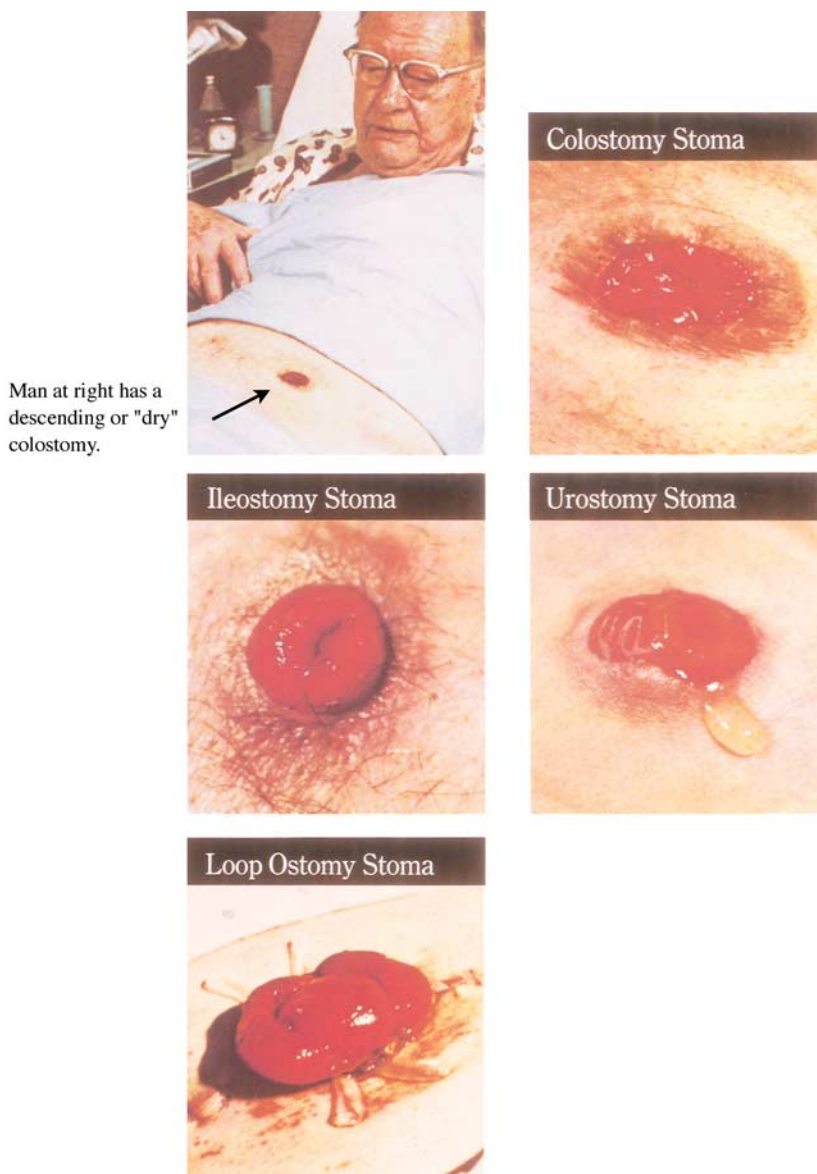 Colostomy Stoma
Man at right has a
descending or "dry"
colostomy.
Ileostomy Stoma
Urostomy Stoma
Loop Ostomy Stoma